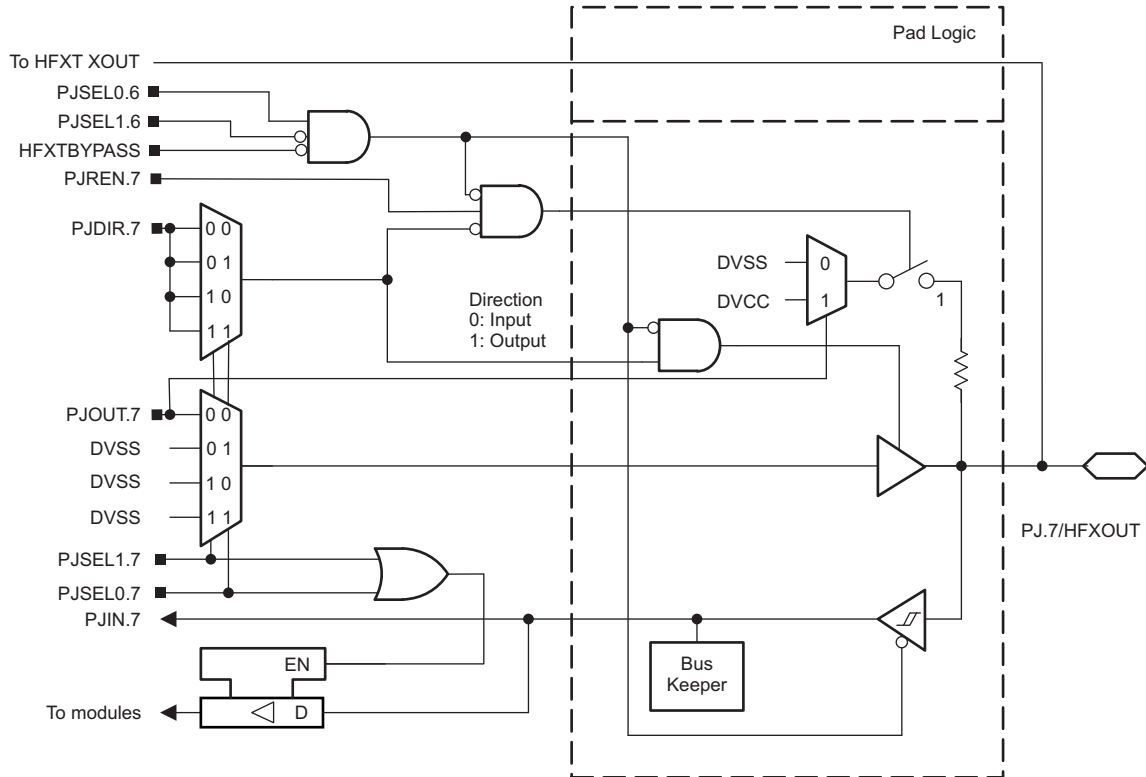 Pad Logic
To HFXT XOUT
PJSEL0.6
PJSEL1.6
HFXTBYPASS
PJREN.7
PJDIR.7
0 0
0 1
1 0
1 1
Direction
0: Input
1: Output
DVSS
0
DVCC
1
1
PJOUT.7
0 0
DVSS
0 1
DVSS
1 0
DVSS
1 1
PJ.7/HFXOUT
PJSEL1.7
PJSEL0.7
PJIN.7
EN
Bus
Keeper
To modules
D